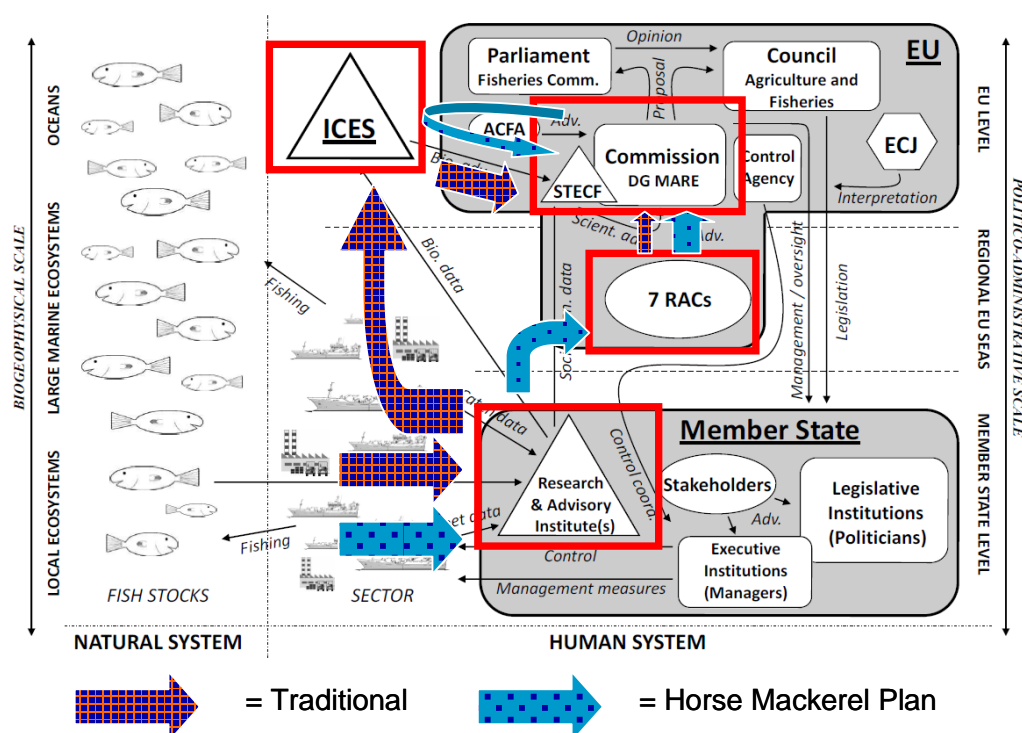 BIOGEOPHYSICAL SCALE
OCEANS
LARGE MARINE ECOSYSTEMS
LOCAL ECOSYSTEMS
ICES
EU
Parliament
Fisheries Comm.
Opinion
Proposal
Council
Agriculture and
Fisheries
ACFA
Adv.
Commission
DG MARE
STECF
Control
Agency
ECJ
Interpretation
EU LEVEL
Bio.
Scient.
Adv.
7 RACs
REGIONAL EU SEAS
POLITICO-ADMINISTRATIVE SCALE
Bio. data
Fishing
data
Management / oversight
Legislation
data
Member State
Research
& Advisory
Institute(s)
Stakeholders
Adv.
Legislative
Institutions
(Politicians)
Executive
Institutions
(Managers)
MEMBER STATE LEVEL
Control coord.
data
Fishing
Control
Management measures
FISH STOCKS
SECTOR
NATURAL SYSTEM
HUMAN SYSTEM
= Traditional
= Horse Mackerel Plan